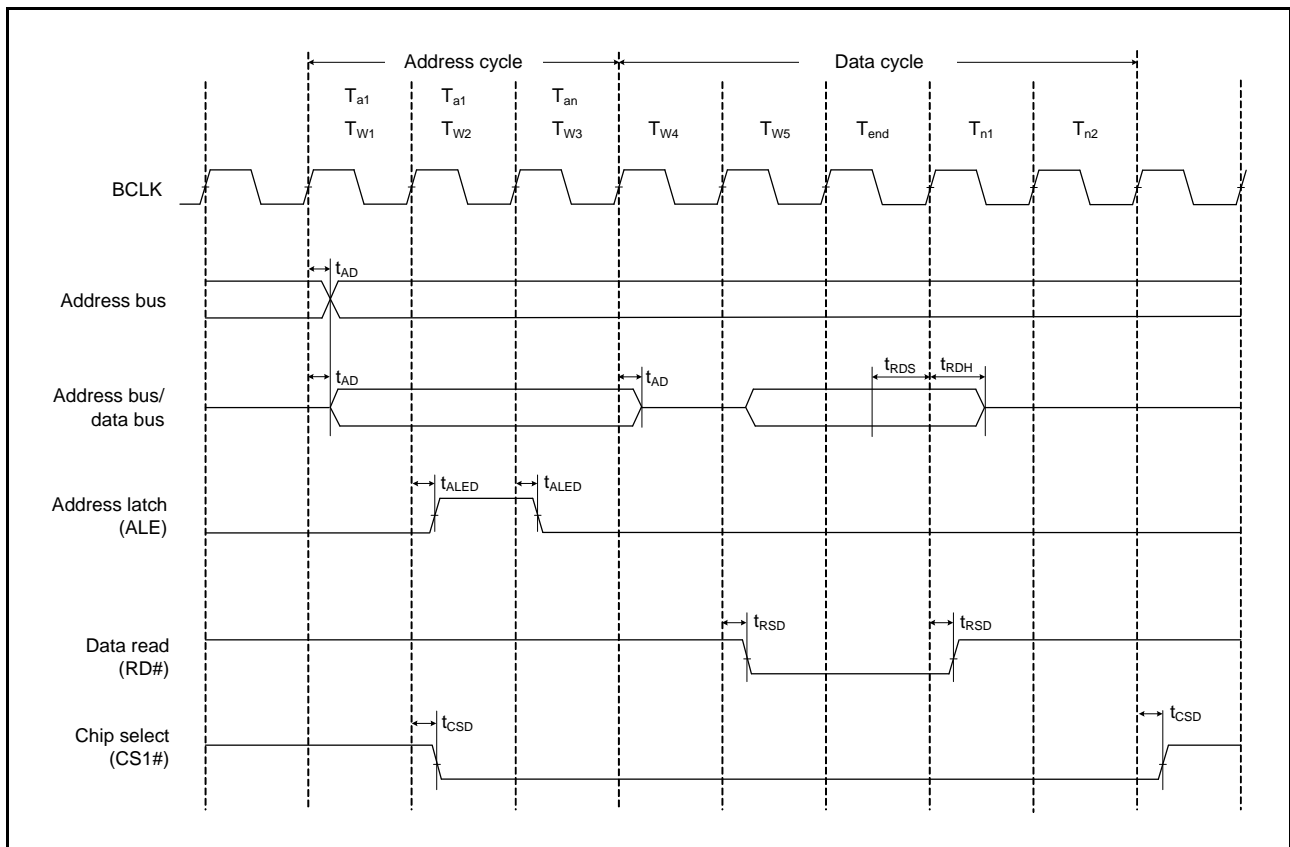 Address cycle Data cycle
Ta1 Ta1 Tan
TW1 TW2 TW3 TW4 TW5 Tend Tn1 Tn2
BCLK
tAD
Address bus
tAD tAD tRDS tRDH
Address bus/
data bus
tALED tALED
Address latch
(ALE)
tRSD tRSD
Data read
(RD#)
tCSD tCSD
Chip select
(CS1#)